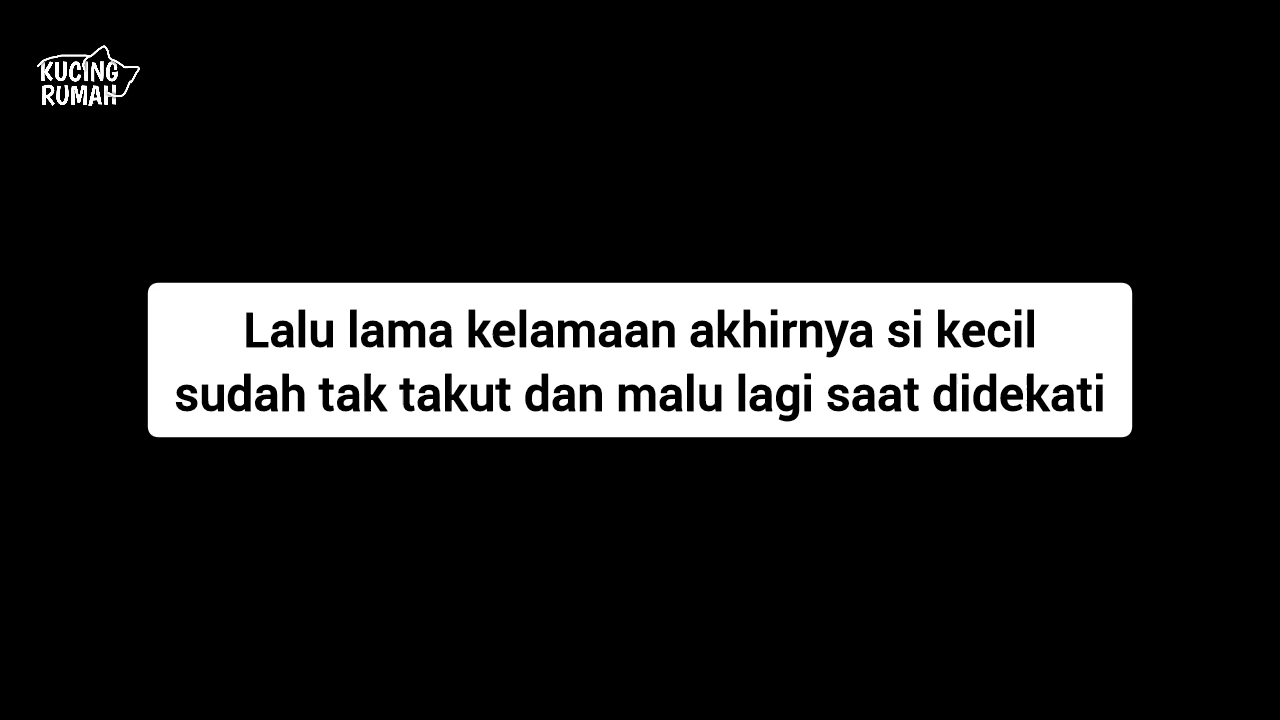 KUCING
RUMAH
Lalu lama kelamaan akhirnya si kecil
sudah tak takut dan malu lagi saat didekati